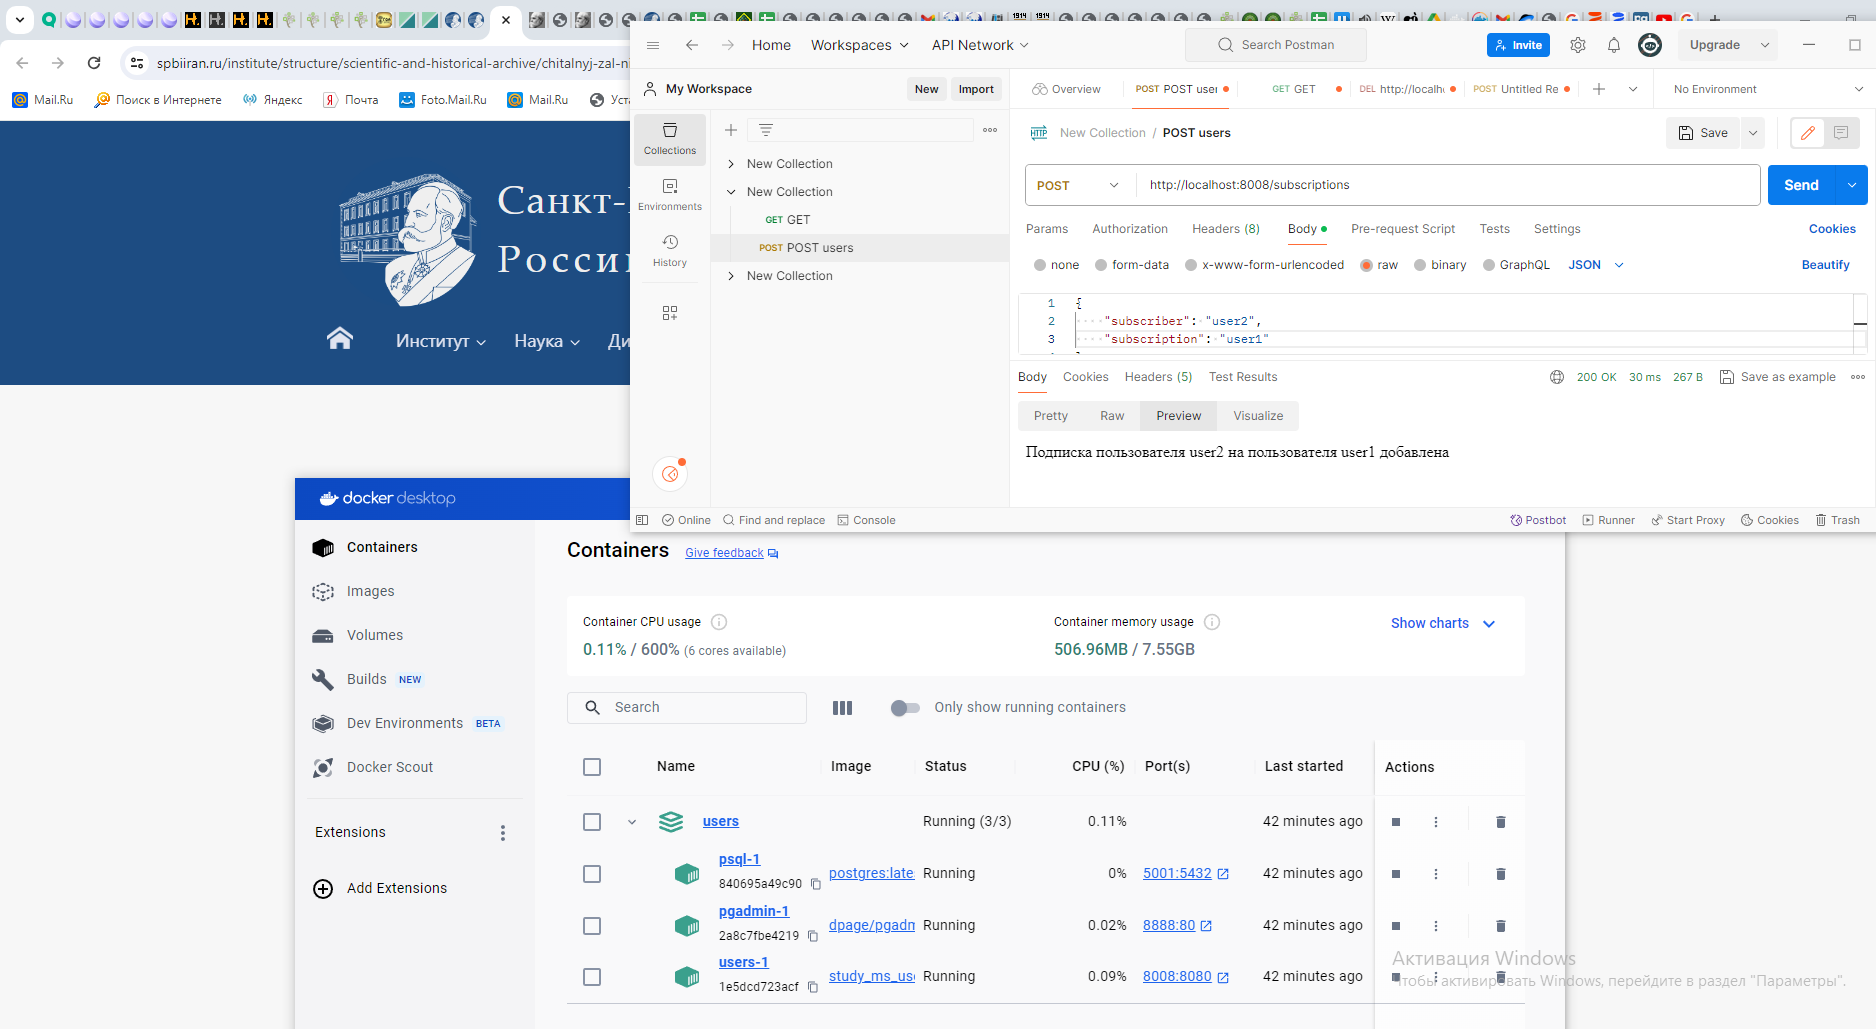 spbiiran.ru/institute/structure/scientific-and-historical-archive/chitalnyj-zal-n
Mail.Ru
Поиск в Интернете
Яндекс
Почта
Foto.Mail.Ru
Mail.Ru
Санкт-
России
Институт
Наука
Ди
Home
Workspaces
API Network
Search Postman
Invite
Upgrade
My Workspace
New
Import
Overview
POST POST user
GET GET
DEL http://localh
POST Untitled Re
No Environment
Collections
Environments
History
New Collection
New Collection
GET GET
POST POST users
New Collection
HTTP New Collection / POST users
Save
POST
http://localhost:8008/subscriptions
Send
Params
Authorization
Headers (8)
Body
Pre-request Script
Tests
Settings
Cookies
none
form-data
x-www-form-urlencoded
raw
binary
GraphQL
JSON
Beautify
1 {
2 "subscriber": "user2",
3 "subscription": "user1"
Body
Cookies
Headers (5)
Test Results
200 OK
30 ms
267 B
Save as example
Pretty
Raw
Preview
Visualize
Подписка пользователя user2 на пользователя user1 добавлена
Online
Find and replace
Console
Postbot
Runner
Start Proxy
Cookies
Trash
docker desktop
Containers
Images
Volumes
Builds NEW
Dev Environments BETA
Docker Scout
Extensions
Add Extensions
Containers
Give feedback
Container CPU usage
0.11% / 600% (6 cores available)
Container memory usage
506.96MB / 7.55GB
Show charts
Search
Only show running containers
Name Image Status CPU (%) Port(s) Last started Actions
users Running (3/3) 0.11% 42 minutes ago
psql-1
840695a49c90 postgres:late Running 0% 5001:5432 42 minutes ago
pgadmin-1
2a8c7fbe4219 dpage/pgadm Running 0.02% 8888:80 42 minutes ago
users-1
1e5dcd723acf study_ms_us Running 0.09% 8008:8080 42 minutes ago
Активация Windows
Чтобы активировать Windows, перейдите в раздел "Параметры".